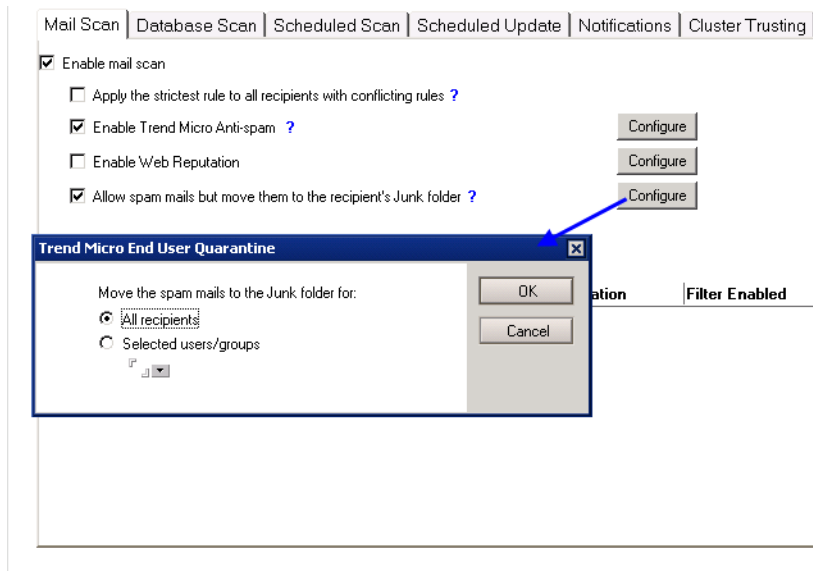 Mail Scan Database Scan Scheduled Scan Scheduled Update Notifications Cluster Trusting
Enable mail scan
Apply the strictest rule to all recipients with conflicting rules ?
Enable Trend Micro Anti-spam ? Configure
Enable Web Reputation Configure
Allow spam mails but move them to the recipient's Junk folder ? Configure
Trend Micro End User Quarantine
Move the spam mails to the Junk folder for: OK
ation Filter Enabled
All recipients
Cancel
Selected users/groups